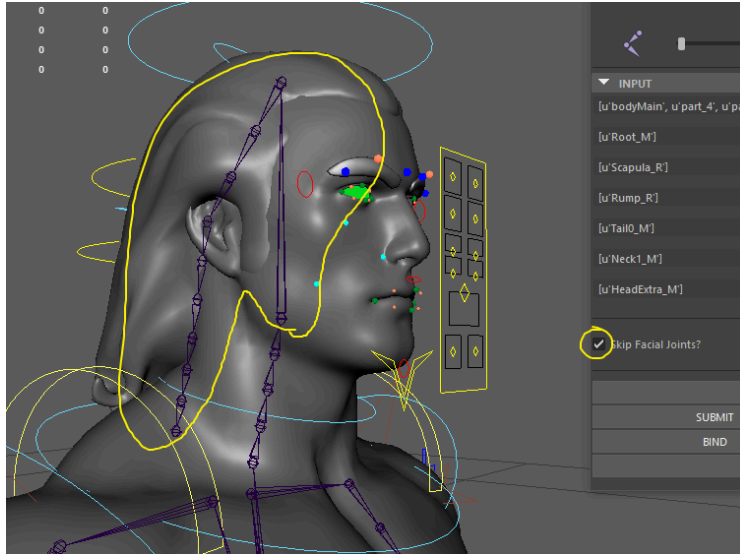 0 0
0 0
0 0
0 0
INPUT
[u'bodyMain', u'part_4', u'pa
[u'Root_M']
[u'Scapula_R']
[u'Rump_R']
[u'Tail0_M']
[u'Neck1_M']
[u'HeadExtra_M']
Skip Facial Joints?
SUBMIT
BIND